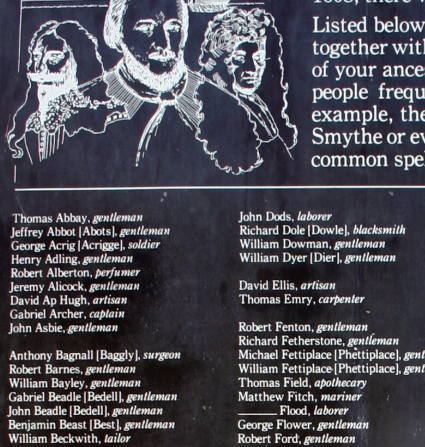 1608, there
Listed below
together with
of your
people
example, the
Smythe or
common
Thomas Abbay, gentleman
Jeffrey Abbot [Abots], gentleman
George Acrig [Acrigge], soldier
Henry Adling, gentleman
Robert Alberton, perfumer
Jeremy Alicock, gentleman
David Ap Hugh, artisan
Gabriel Archer, captain
John Asbie, gentleman
Anthony Bagnall [Baggly], surgeon
Robert Barnes, gentleman
William Bayley, gentleman
Gabriel Beadle [Bedell], gentleman
John Beadle [Bedell], gentleman
Benjamin Beast [Best], gentleman
William Beckwith, tailor
John Dods, laborer
Richard Dole [Dowle], blacksmith
William Dowman, gentleman
William Dyer [Dier], gentleman
David Ellis, artisan
Thomas Emry, carpenter
Robert Fenton, gentleman
Richard Fetherstone, gentleman
Michael Fettiplace [Phettiplace], gent
William Fettiplace [Phettiplace], gent
Thomas Field, apothecary
Matthew Fitch, mariner
______ Flood, laborer
George Flower, gentleman
Robert Ford, gentleman